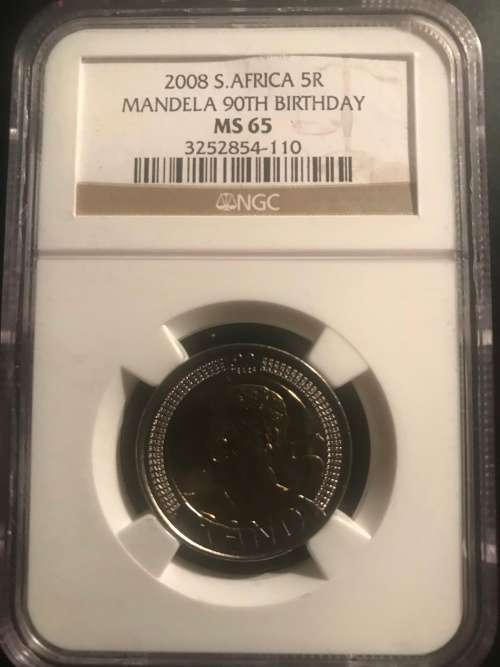 2008 S.AFRICA 5R
MANDELA 90TH BIRTHDAY
MS 65
3252854-110
NGC